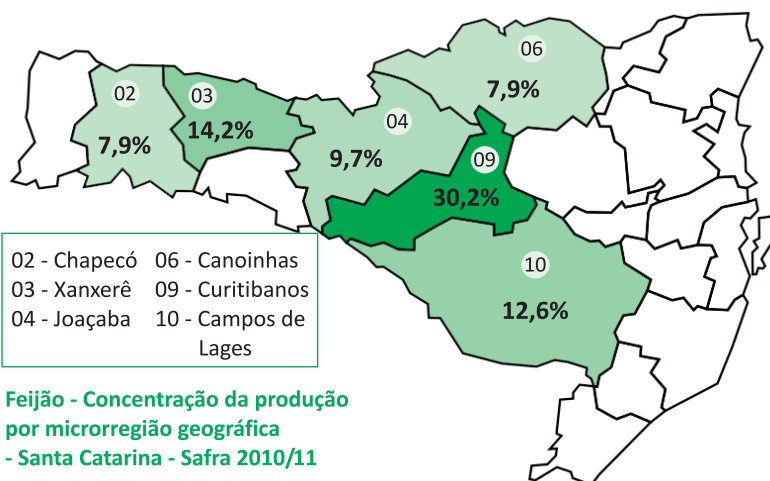 06
7,9%
02
7,9%
03
14,2%
04
9,7%
09
30,2%
10
12,6%
02 - Chapecó 06 - Canoinhas
03 - Xanxerê 09 - Curitibanos
04 - Joaçaba 10 - Campos de
Lages
Feijão - Concentração da produção
por microrregião geográfica
- Santa Catarina - Safra 2010/11